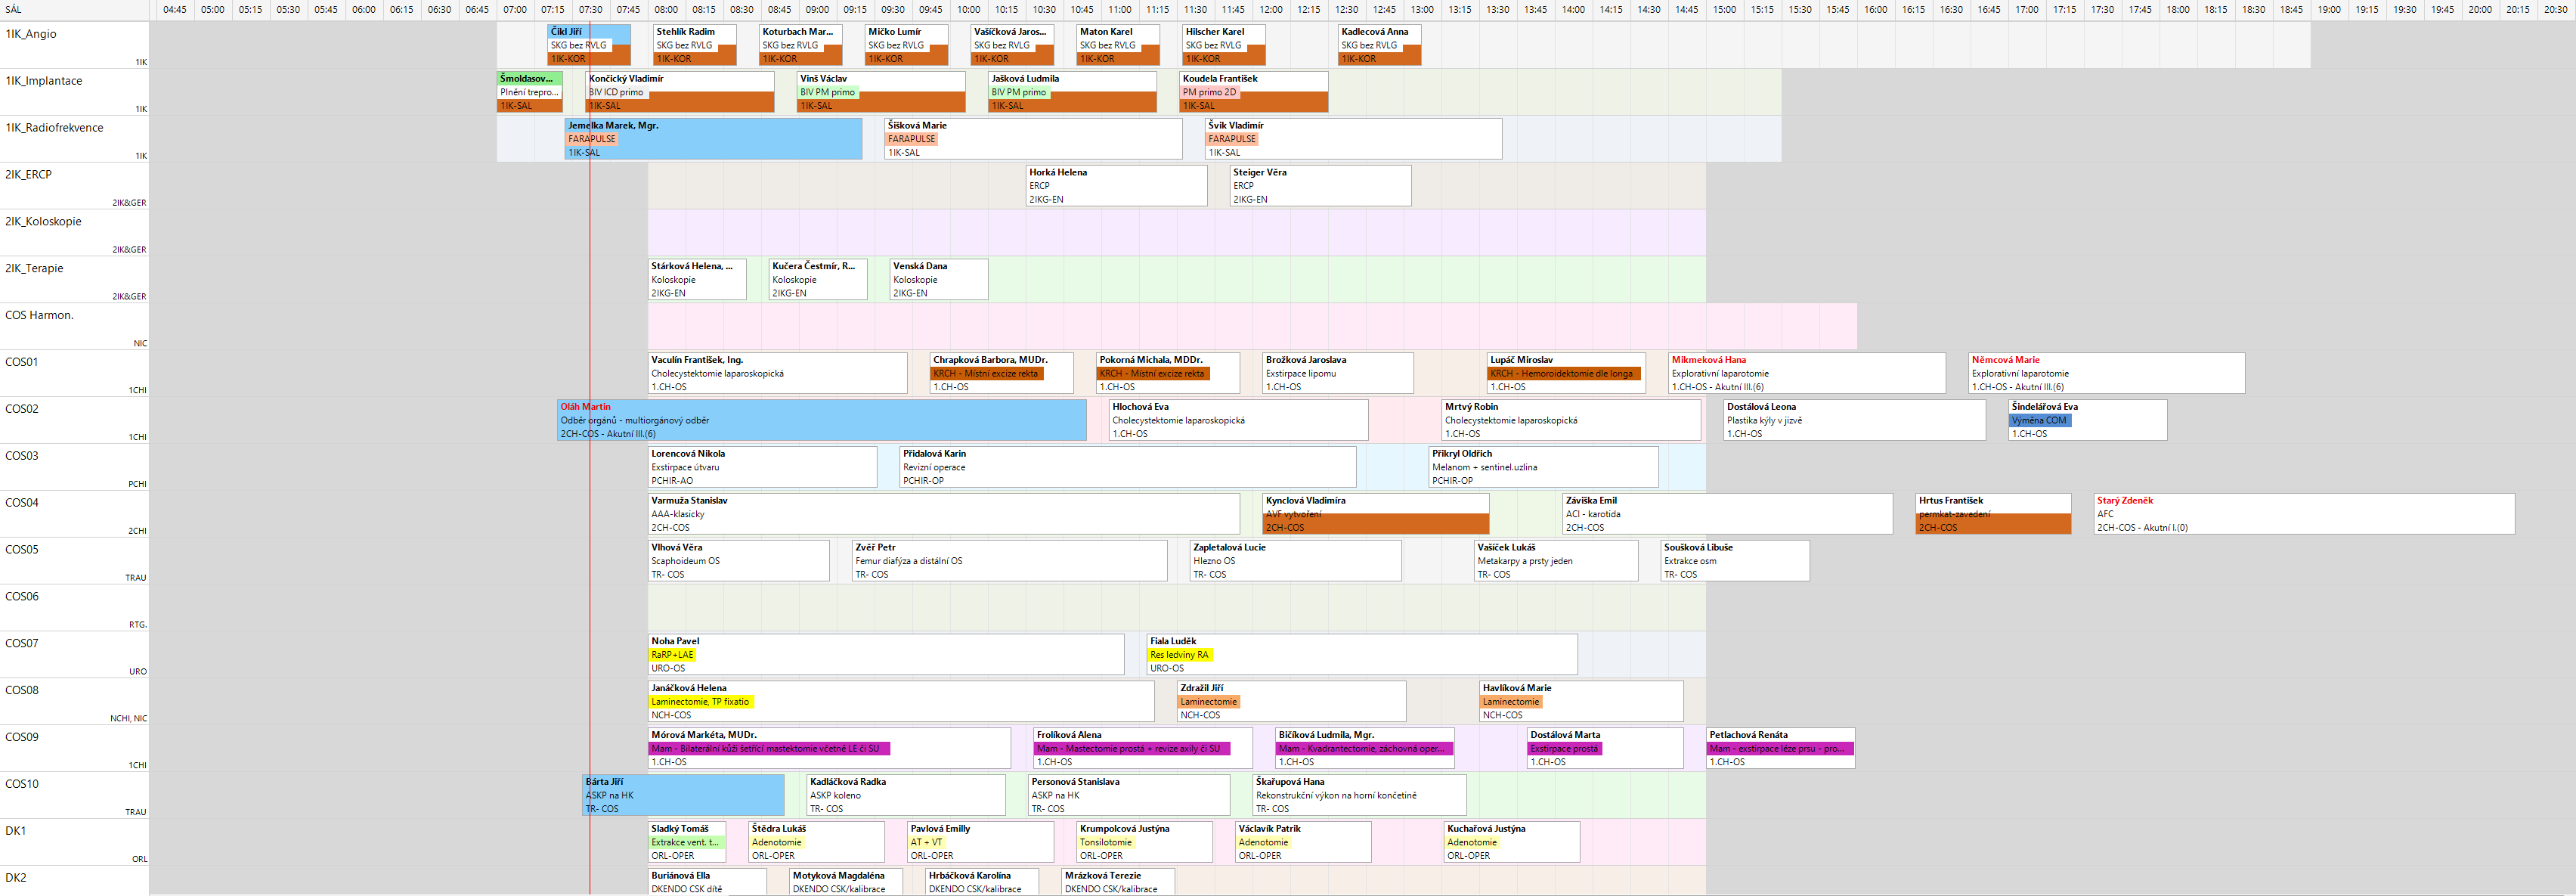 SÁL 04:45 05:00 05:15 05:30 05:45 06:00 06:15 06:30 06:45 07:00 07:15 07:30 07:45 08:00 08:15 08:30 08:45 09:00 09:15 09:30 09:45 10:00 10:15 10:30 10:45 11:00 11:15 11:30 11:45 12:00 12:15 12:30 12:45 13:00 13:15 13:30 13:45 14:00 14:15 14:30 14:45 15:00 15:15 15:30 15:45 16:00 16:15 16:30 16:45 17:00 17:15 17:30 17:45 18:00 18:15 18:30 18:45 19:00 19:15 19:30 19:45 20:00 20:15 20:30
1IK_Angio Čikl Jiří Stehlík Radim Koturbach Mar... Mičko Lumír Vašíčková Jaros... Maton Karel Hilscher Karel Kadlecová Anna
SKG bez RVLG SKG bez RVLG SKG bez RVLG SKG bez RVLG SKG bez RVLG SKG bez RVLG SKG bez RVLG SKG bez RVLG
1IK 1IK-KOR 1IK-KOR 1IK-KOR 1IK-KOR 1IK-KOR 1IK-KOR 1IK-KOR 1IK-KOR
1IK_Implantace Šmoldasov... Končický Vladimír Vinš Václav Jašková Ludmila Koudela František
Plnění trepro... BIV ICD primo BIV PM primo BIV PM primo PM primo 2D
1IK 1IK-SAL 1IK-SAL 1IK-SAL 1IK-SAL 1IK-SAL
1IK_Radiofrekvence Jemelka Marek, Mgr. Šišková Marie Švik Vladimír
FARAPULSE FARAPULSE FARAPULSE
1IK 1IK-SAL 1IK-SAL 1IK-SAL
2IK_ERCP Horká Helena Steiger Věra
ERCP ERCP
2IK&GER 2IKG-EN 2IKG-EN
2IK_Koloskopie
2IK&GER
2IK_Terapie Stárková Helena, ... Kučera Čestmír, R... Venská Dana
Koloskopie Koloskopie Koloskopie
2IK&GER 2IKG-EN 2IKG-EN 2IKG-EN
COS Harmon.
NIC
COS01 Vaculín František, Ing. Chrapková Barbora, MUDr. Pokorná Michala, MDDr. Brožková Jaroslava Lupáč Miroslav Mikmeková Hana Němcová Marie
Cholecystektomie laparoskopická KRCH - Místní excize rekta KRCH - Místní excize rekta Exstirpace lipomu KRCH - Hemoroidektomie dle longa Explorativní laparotomie Explorativní laparotomie
1CHI 1.CH-OS 1.CH-OS 1.CH-OS 1.CH-OS 1.CH-OS 1.CH-OS - Akutní III.(6) 1.CH-OS - Akutní III.(6)
COS02 Oláh Martin Hlochová Eva Mrtvý Robin Dostálová Leona Šindelářová Eva
Odběr orgánů - multiorgánový odběr Cholecystektomie laparoskopická Cholecystektomie laparoskopická Plastika kýly v jizvě Výměna COM
1CHI 2CH-COS - Akutní III.(6) 1.CH-OS 1.CH-OS 1.CH-OS 1.CH-OS
COS03 Lorencová Nikola Přidalová Karin Přikryl Oldřich
Exstirpace útvaru Revizní operace Melanom + sentinel.uzlina
PCHI PCHIR-AO PCHIR-OP PCHIR-OP
COS04 Varmuža Stanislav Kynclová Vladimíra Záviška Emil Hrtus František Starý Zdeněk
AAA-klasicky AVF vytvoření ACI - karotida permkat-zavedení AFC
2CHI 2CH-COS 2CH-COS 2CH-COS 2CH-COS 2CH-COS - Akutní I.(0)
COS05 Vlhová Věra Zvěř Petr Zapletalová Lucie Vašíček Lukáš Soušková Libuše
Scaphoideum OS Femur diafýza a distální OS Hlezno OS Metakarpy a prsty jeden Extrakce osm
TRAU TR- COS TR- COS TR- COS TR- COS TR- COS
COS06
RTG.
COS07 Noha Pavel Fiala Luděk
RaRP+LAE Res ledviny RA
URO URO-OS URO-OS
COS08 Janáčková Helena Zdražil Jiří Havlíková Marie
Laminectomie, TP fixatio Laminectomie Laminectomie
NCHI, NIC NCH-COS NCH-COS NCH-COS
COS09 Mórová Markéta, MUDr. Frolíková Alena Bičíková Ludmila, Mgr. Dostálová Marta Petlachová Renáta
Mam - Bilaterální kůži šetřící mastektomie včetně LE či SU Mam - Mastectomie prostá + revize axily či SU Mam - Kvadrantectomie, záchovná oper... Exstirpace prostá Mam - exstirpace léze prsu - pro...
1CHI 1.CH-OS 1.CH-OS 1.CH-OS 1.CH-OS 1.CH-OS
COS10 Bárta Jiří Kadláčková Radka Personová Stanislava Škařupová Hana
ASKP na HK ASKP koleno ASKP na HK Rekonstrukční výkon na horní končetině
TRAU TR- COS TR- COS TR- COS TR- COS
DK1 Sladký Tomáš Štědra Lukáš Pavlová Emilly Krumpolcová Justýna Václavík Patrik Kuchařová Justýna
Extrakce vent. t... Adenotomie AT + VT Tonsilotomie Adenotomie Adenotomie
ORL ORL-OPER ORL-OPER ORL-OPER ORL-OPER ORL-OPER ORL-OPER
DK2 Buriánová Ella Motyková Magdaléna Hrbáčková Karolína Mrázková Terezie
DKENDO CSK dítě DKENDO CSK/kalibrace DKENDO CSK/kalibrace DKENDO CSK/kalibrace